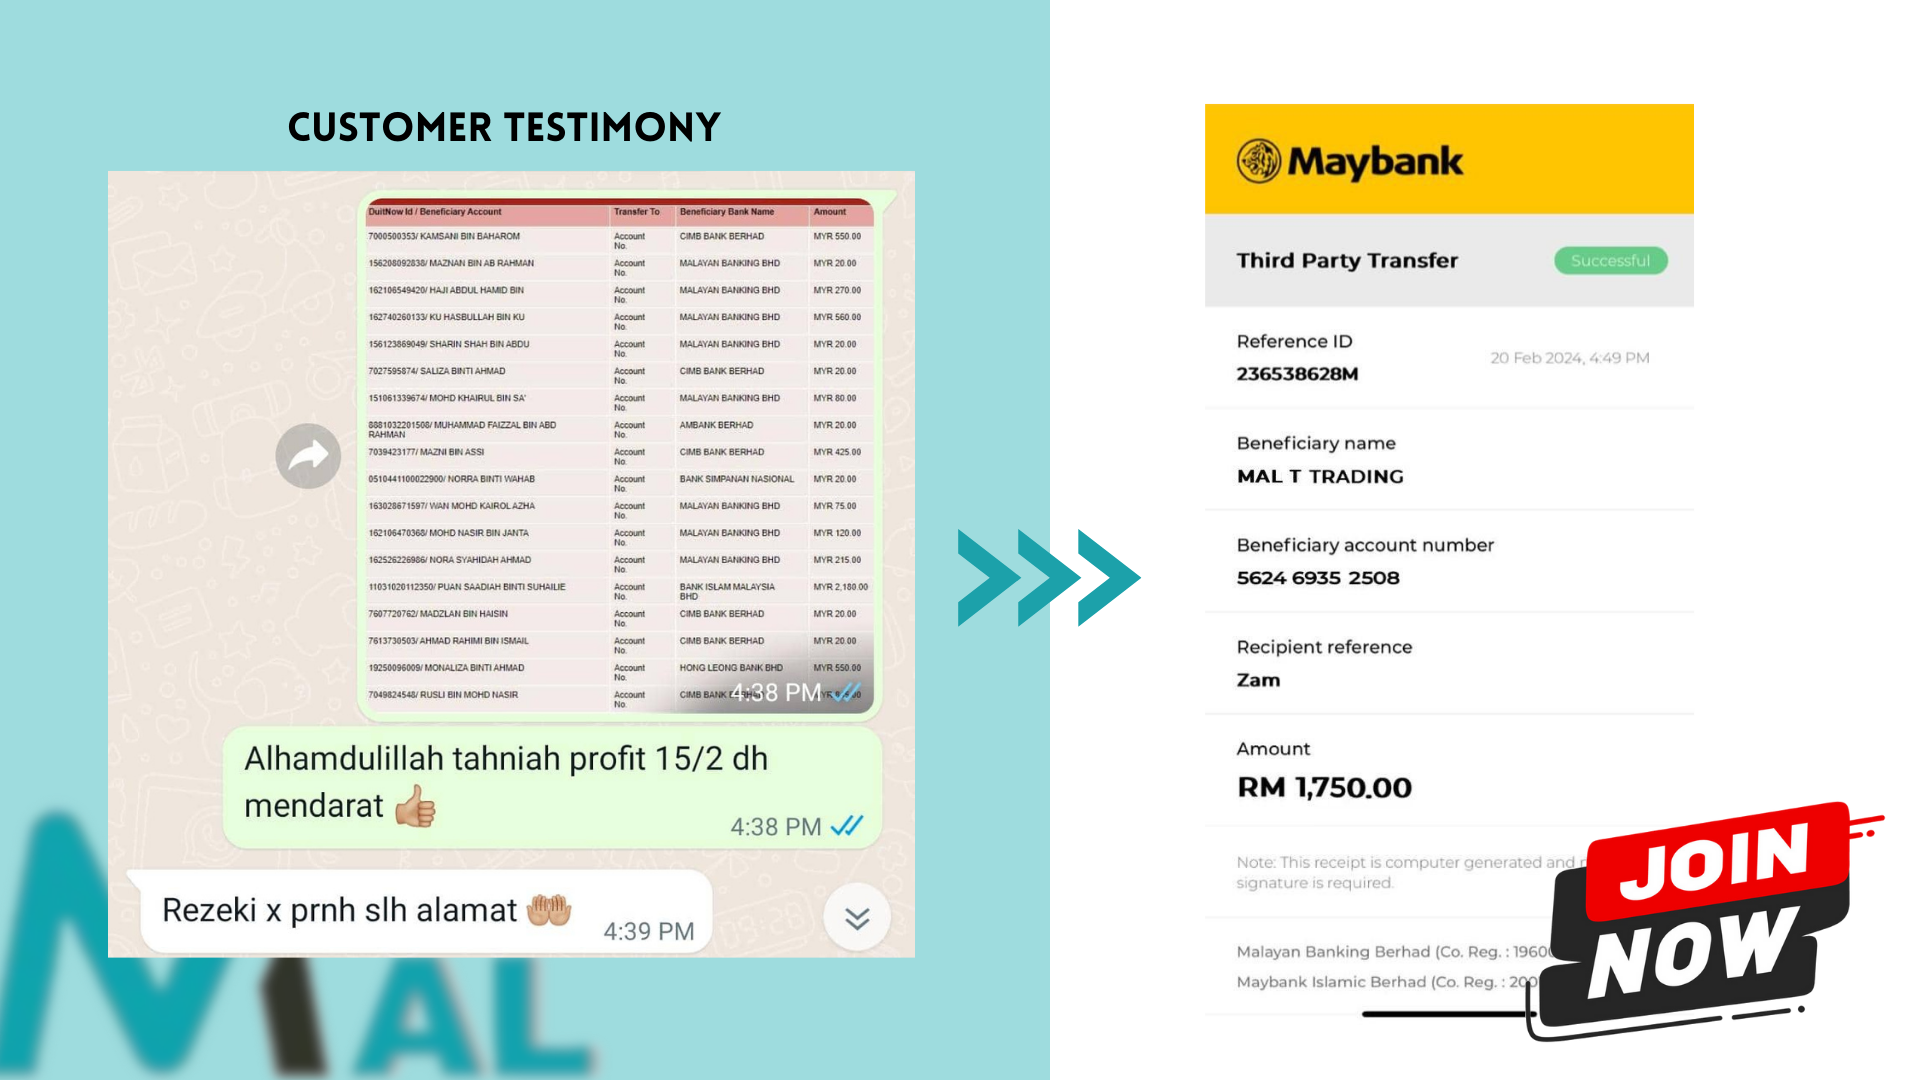 CUSTOMER TESTIMONY
DuitNow Id / Beneficiary Account Transfer To Beneficiary Bank Name Amount
7000500353/ KAMSANI BIN BAHAROM Account No. CIMB BANK BERHAD MYR 550.00
156208092838/ MAZNAN BIN AB RAHMAN Account No. MALAYAN BANKING BHD MYR 20.00
162106549420/ HAJI ABDUL HAMID BIN Account No. MALAYAN BANKING BHD MYR 270.00
162740260133/ KU HASBULLAH BIN KU Account No. MALAYAN BANKING BHD MYR 560.00
156123869049/ SHARIN SHAH BIN ABDU Account No. MALAYAN BANKING BHD MYR 20.00
7027595874/ SALIZA BINTI AHMAD Account No. CIMB BANK BERHAD MYR 20.00
151061339674/ MOHD KHAIRUL BIN SA' Account No. MALAYAN BANKING BHD MYR 80.00
8881032201508/ MUHAMMAD FAIZZAL BIN ABD RAHMAN Account No. AMBANK BERHAD MYR 20.00
7039423177/ MAZNI BIN ASSI Account No. CIMB BANK BERHAD MYR 425.00
0510441100022900/ NORRA BINTI WAHAB Account No. BANK SIMPANAN NASIONAL MYR 20.00
163028671597/ WAN MOHD KAIROL AZHA Account No. MALAYAN BANKING BHD MYR 75.00
162106470368/ MOHD NASIR BIN JANTA Account No. MALAYAN BANKING BHD MYR 120.00
162526226986/ NORA SYAHIDAH AHMAD Account No. MALAYAN BANKING BHD MYR 215.00
11031020112350/ PUAN SAADIAH BINTI SUHAILIE Account No. BANK ISLAM MALAYSIA BHD MYR 2,180.00
7607720762/ MADZLAN BIN HAISIN Account No. CIMB BANK BERHAD MYR 20.00
7613730503/ AHMAD RAHIMI BIN ISMAIL Account No. CIMB BANK BERHAD MYR 20.00
19250096009/ MONALIZA BINTI AHMAD Account No. HONG LEONG BANK BHD MYR 550.00
7049824548/ RUSLI BIN MOHD NASIR Account No. CIMB BANK
4:38 PM
Alhamdulillah tahniah profit 15/2 dh
mendarat 👍🏼
4:38 PM
Rezeki x prnh slh alamat 🤲🏼
4:39 PM
MAL
Maybank
Third Party Transfer Successful
Reference ID
20 Feb 2024, 4:49 PM
236538628M
Beneficiary name
MAL T TRADING
Beneficiary account number
5624 6935 2508
Recipient reference
Zam
Amount
RM 1,750.00
Note: This receipt is computer generated and
signature is required.
Malayan Banking Berhad (Co. Reg. : 1960
Maybank Islamic Berhad (Co. Reg. : 200
JOIN
NOW